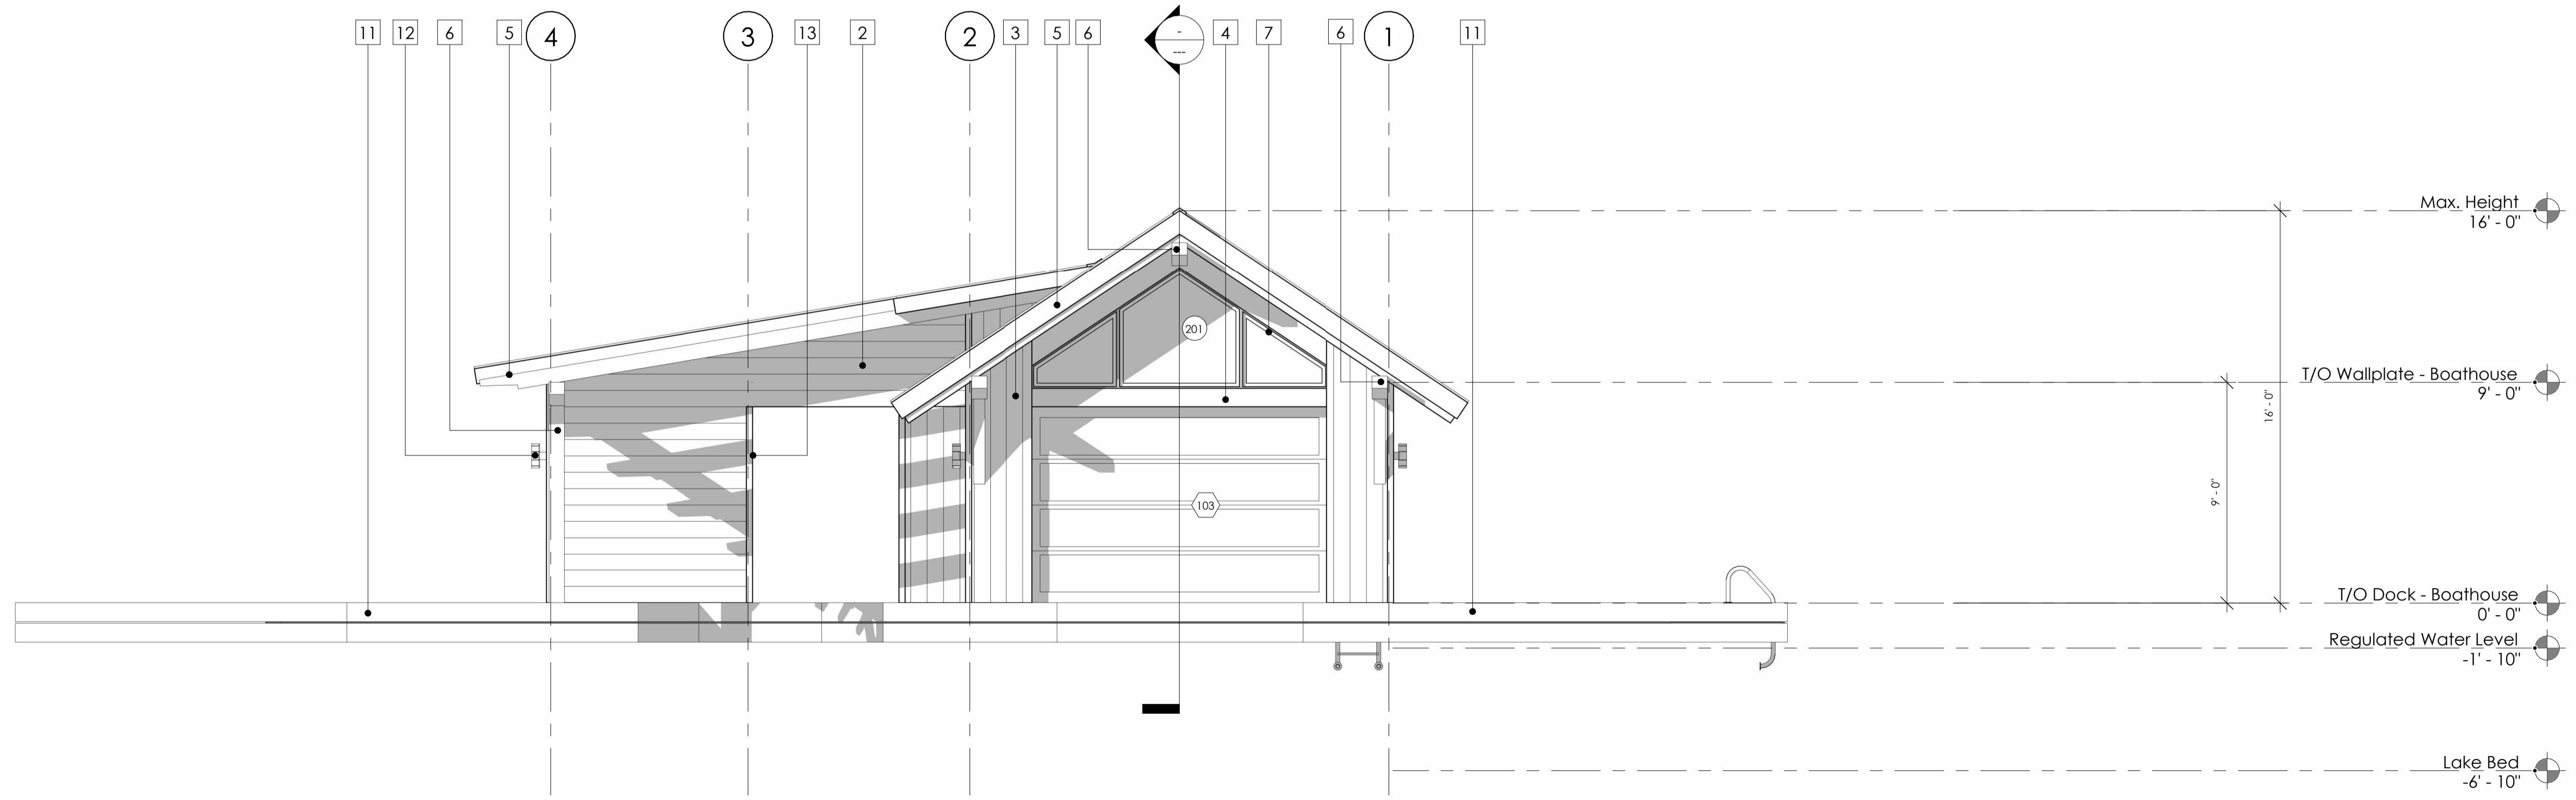 11 12 6 5 4 3 13 2 2 3 5 6 - 4 7 6 1 11
---
Max. Height
16' - 0"
201
T/O Wallplate - Boathouse
9' - 0"
16' - 0"
9' - 0"
103
T/O Dock - Boathouse
0' - 0"
Regulated Water Level
-1' - 10"
Lake Bed
-6' - 10"